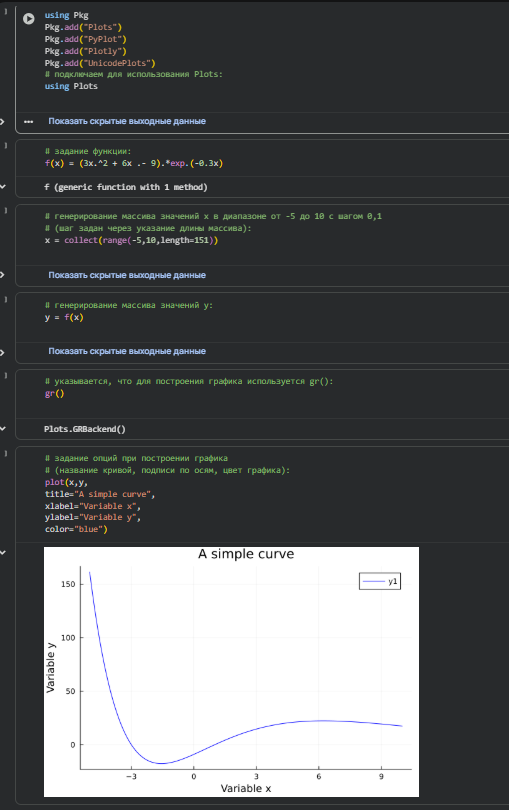 using Pkg
Pkg.add("Plots")
Pkg.add("PyPlot")
Pkg.add("Plotly")
Pkg.add("UnicodePlots")
# подключаем для использования Plots:
using Plots
Показать скрытые выходные данные
# задание функции:
f(x) = (3x.^2 + 6x .- 9).*exp.(-0.3x)
f (generic function with 1 method)
# генерирование массива значений x в диапазоне от -5 до 10 с шагом 0,1
# (шаг задан через указание длины массива):
x = collect(range(-5,10,length=151))
Показать скрытые выходные данные
# генерирование массива значений y:
y = f(x)
Показать скрытые выходные данные
# указывается, что для построения графика используется gr():
gr()
Plots.GRBackend()
# задание опций при построении графика
# (название кривой, подписи по осям, цвет графика):
plot(x,y,
title="A simple curve",
xlabel="Variable x",
ylabel="Variable y",
color="blue")
A simple curve
y1
Variable y
150
100
50
0
-3 0 3 6 9
Variable x